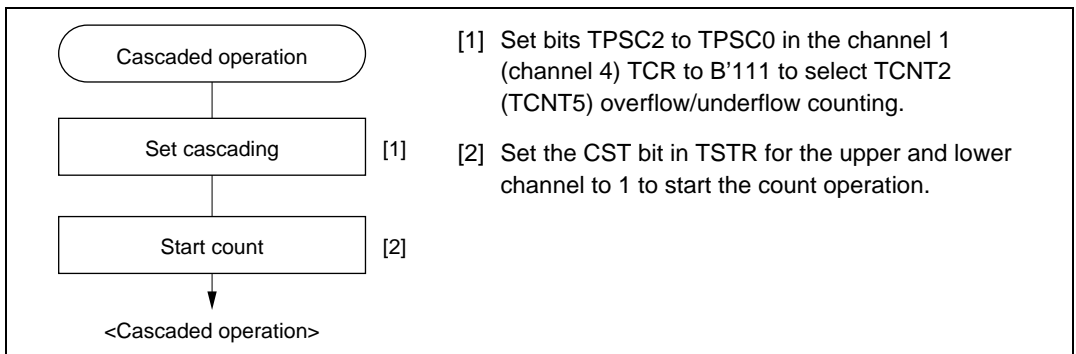 Cascaded operation
Set cascading
[1]
Start count
[2]
<Cascaded operation>
[1] Set bits TPSC2 to TPSC0 in the channel 1
(channel 4) TCR to B'111 to select TCNT2
(TCNT5) overflow/underflow counting.
[2] Set the CST bit in TSTR for the upper and lower
channel to 1 to start the count operation.